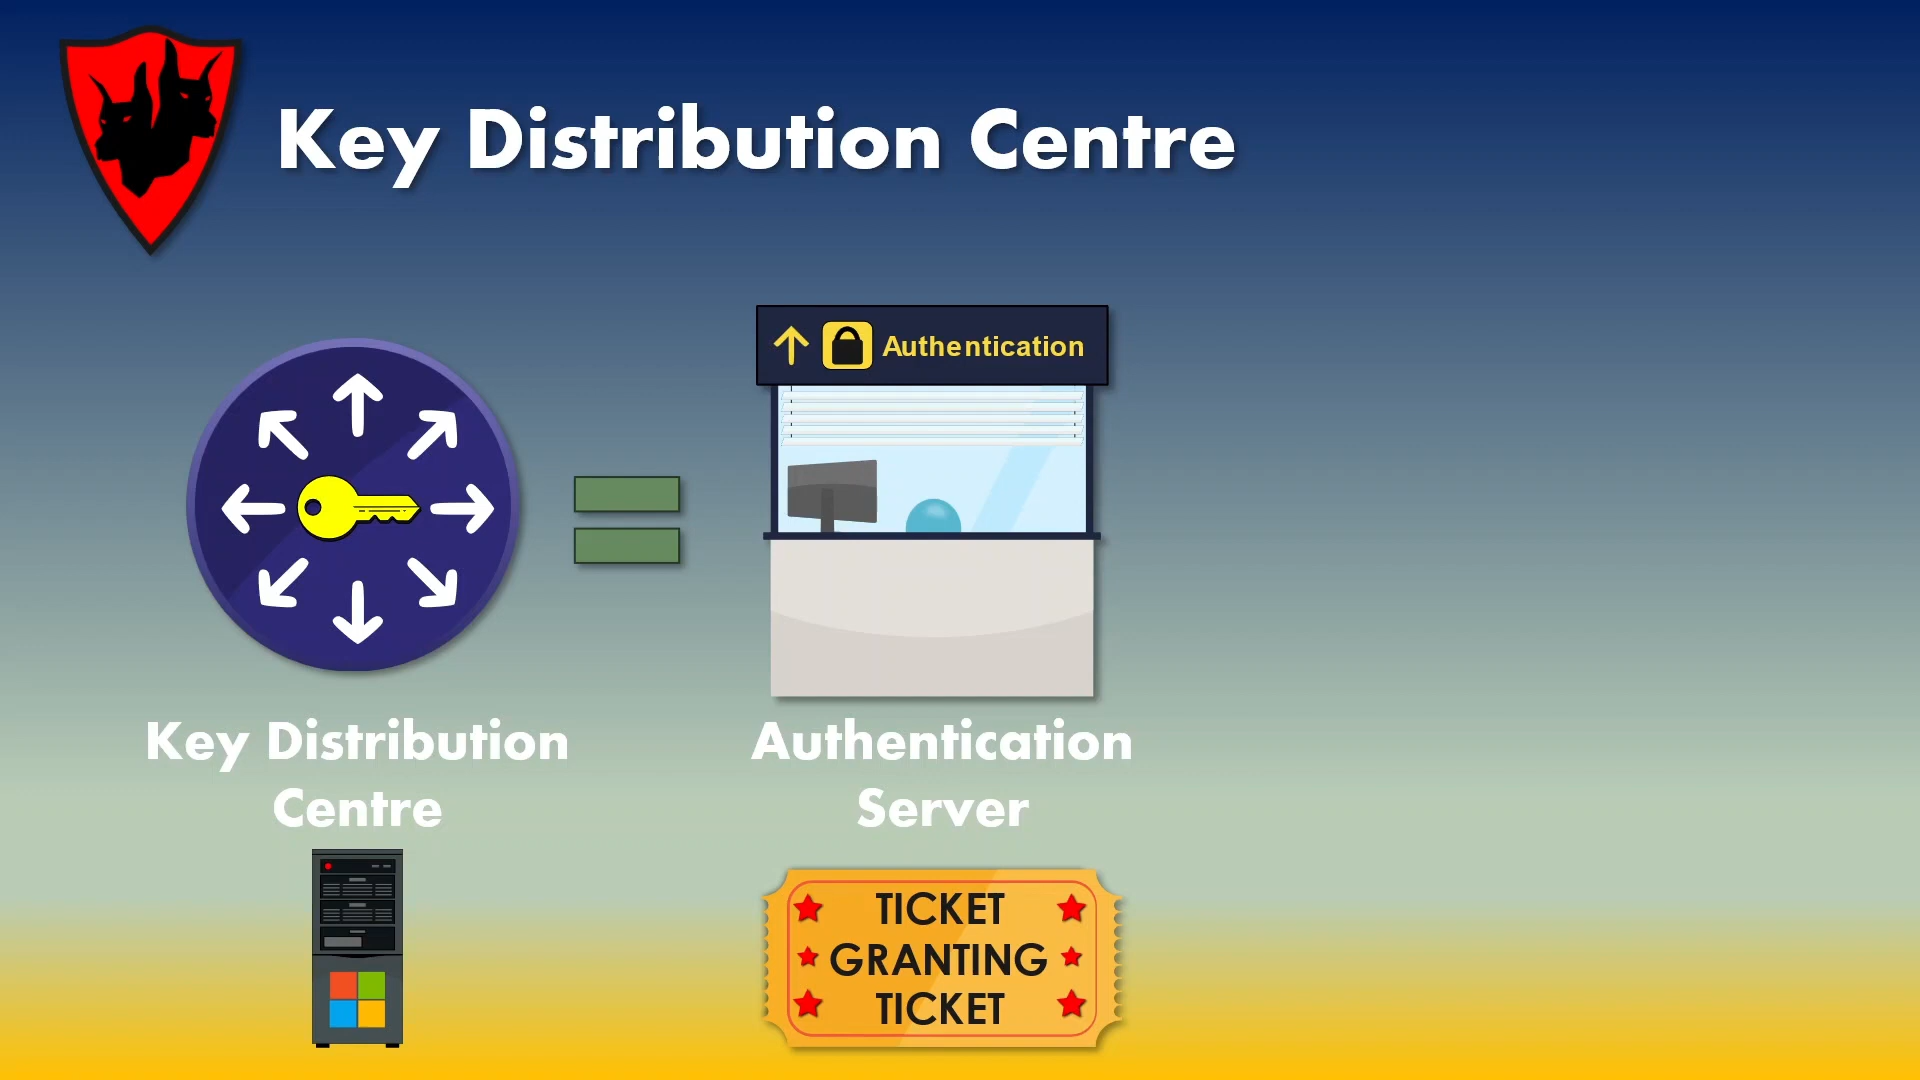 Key Distribution Centre
Authentication
Key Distribution
Centre
Authentication
Server
TICKET
GRANTING
TICKET